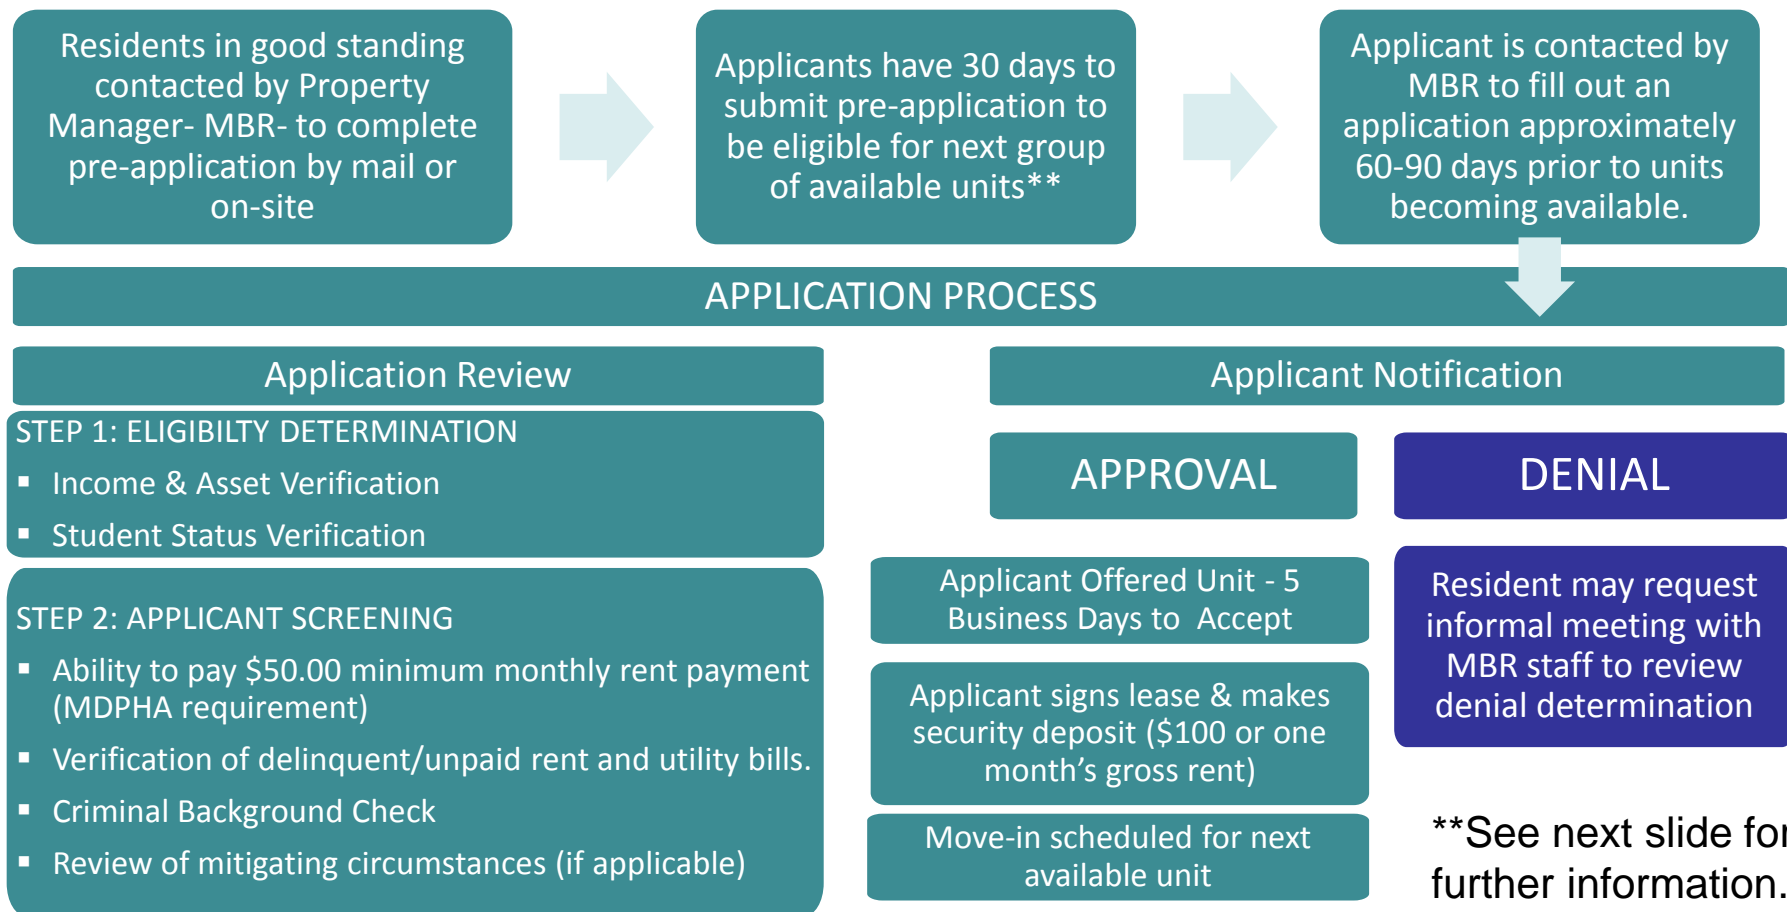 Residents in good standing
contacted by Property
Manager- MBR- to complete
pre-application by mail or
on-site
Applicants have 30 days to
submit pre-application to
be eligible for next group
of available units**
Applicant is contacted by
MBR to fill out an
application approximately
60-90 days prior to units
becoming available.
APPLICATION PROCESS
Application Review
STEP 1: ELIGIBILTY DETERMINATION
▪ Income & Asset Verification
▪ Student Status Verification
STEP 2: APPLICANT SCREENING
▪ Ability to pay $50.00 minimum monthly rent payment
(MDPHA requirement)
▪ Verification of delinquent/unpaid rent and utility bills.
▪ Criminal Background Check
▪ Review of mitigating circumstances (if applicable)
Applicant Notification
APPROVAL
Applicant Offered Unit - 5
Business Days to Accept
Applicant signs lease & makes
security deposit ($100 or one
month’s gross rent)
Move-in scheduled for next
available unit
DENIAL
Resident may request
informal meeting with
MBR staff to review
denial determination
**See next slide for
further information.